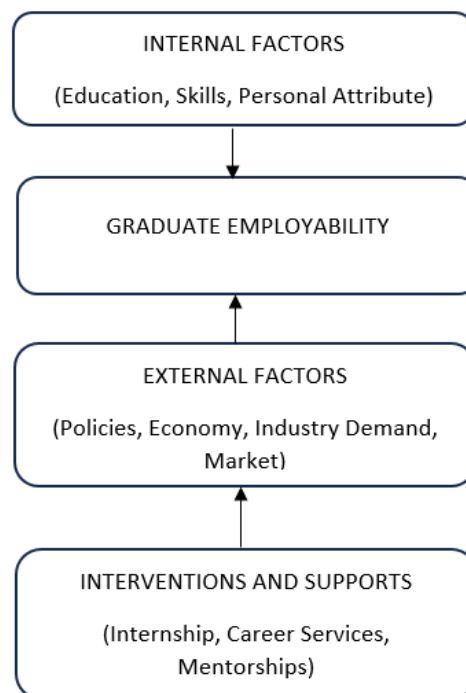 INTERNAL FACTORS
(Education, Skills, Personal Attribute)
GRADUATE EMPLOYABILITY
EXTERNAL FACTORS
(Policies, Economy, Industry Demand,
Market)
INTERVENTIONS AND SUPPORTS
(Internship, Career Services,
Mentorships)